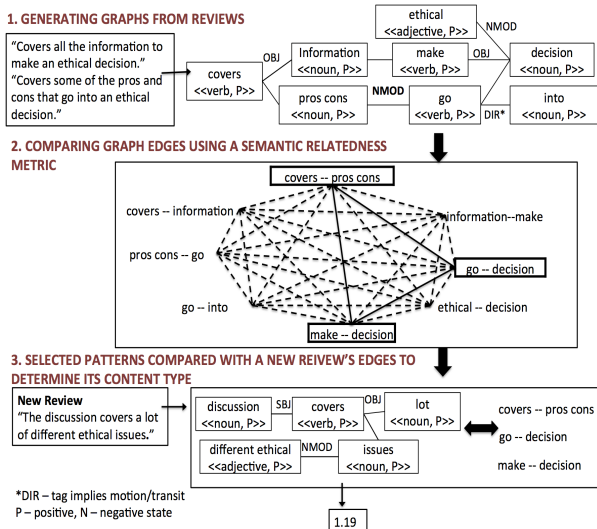 1. GENERATING GRAPHS FROM REVIEWS
“Covers all the information to
make an ethical decision.”
“Covers some of the pros and
cons that go into an ethical
decision.”
covers
<<verb, P>>
OBJ
Information
<<noun, P>>
make
<<verb, P>>
OBJ
ethical
<<adjective, P>>
NMOD
decision
<<noun, P>>
pros cons
<<noun, P>>
NMOD
go
<<verb, P>>
DIR*
into
<<noun, P>>
2. COMPARING GRAPH EDGES USING A SEMANTIC RELATEDNESS
METRIC
covers -- pros cons
covers -- information
information--make
pros cons -- go
go -- decision
go -- into
ethical -- decision
make -- decision
3. SELECTED PATTERNS COMPARED WITH A NEW REIVEW’S EDGES TO
DETERMINE ITS CONTENT TYPE
New Review
“The discussion covers a lot
of different ethical issues.”
discussion
<<noun, P>>
SBJ
covers
<<verb, P>>
OBJ
lot
<<noun, P>>
different ethical
<<adjective, P>>
NMOD
issues
<<noun, P>>
covers -- pros cons
go -- decision
make -- decision
*DIR – tag implies motion/transit
P – positive, N – negative state
1.19